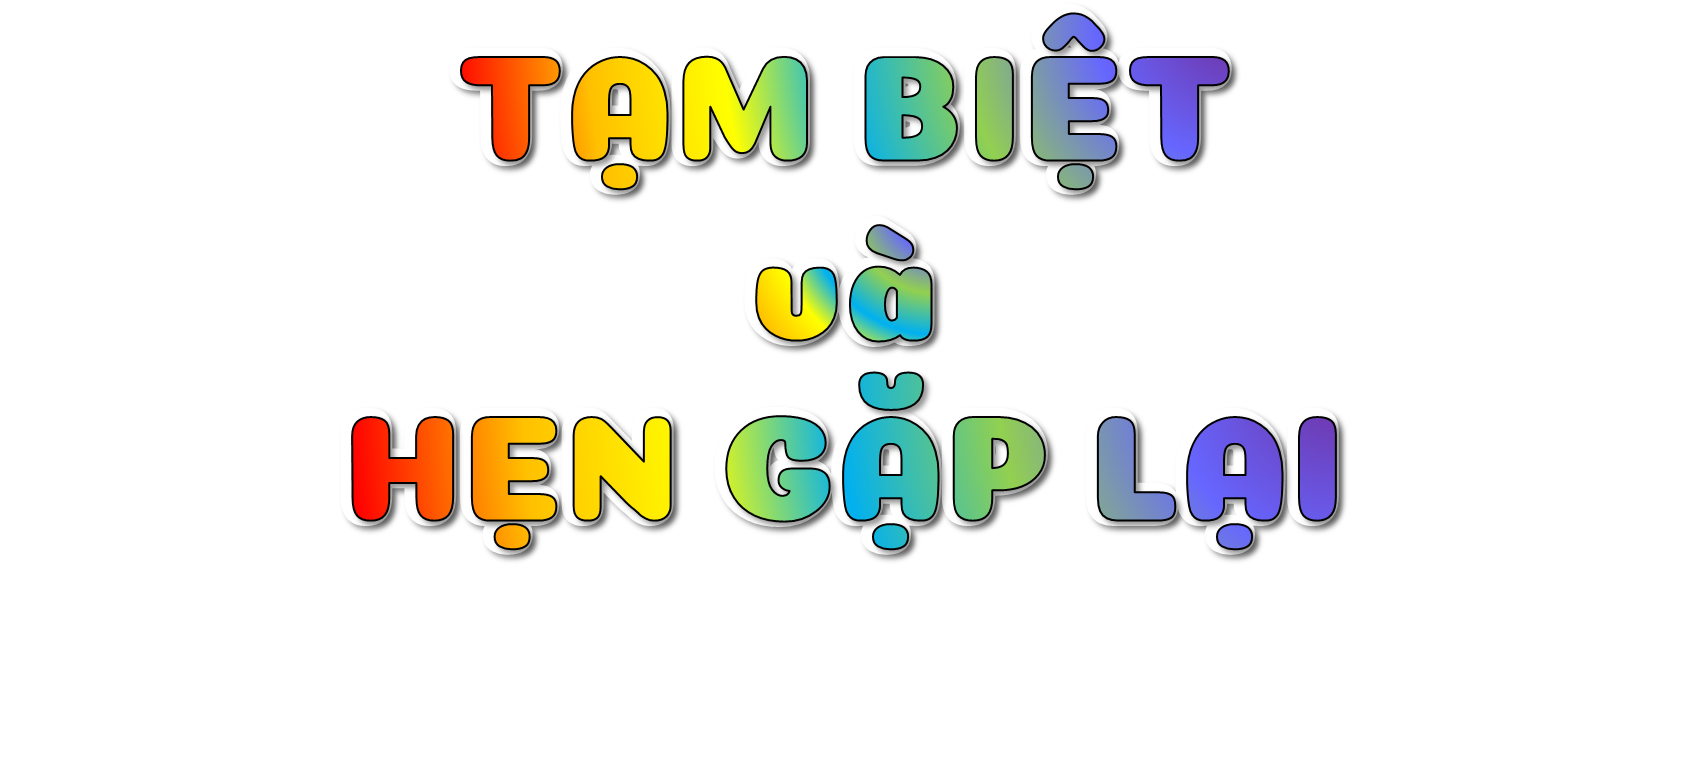 TẠM BIỆT
và
HẸN GẶP LẠI